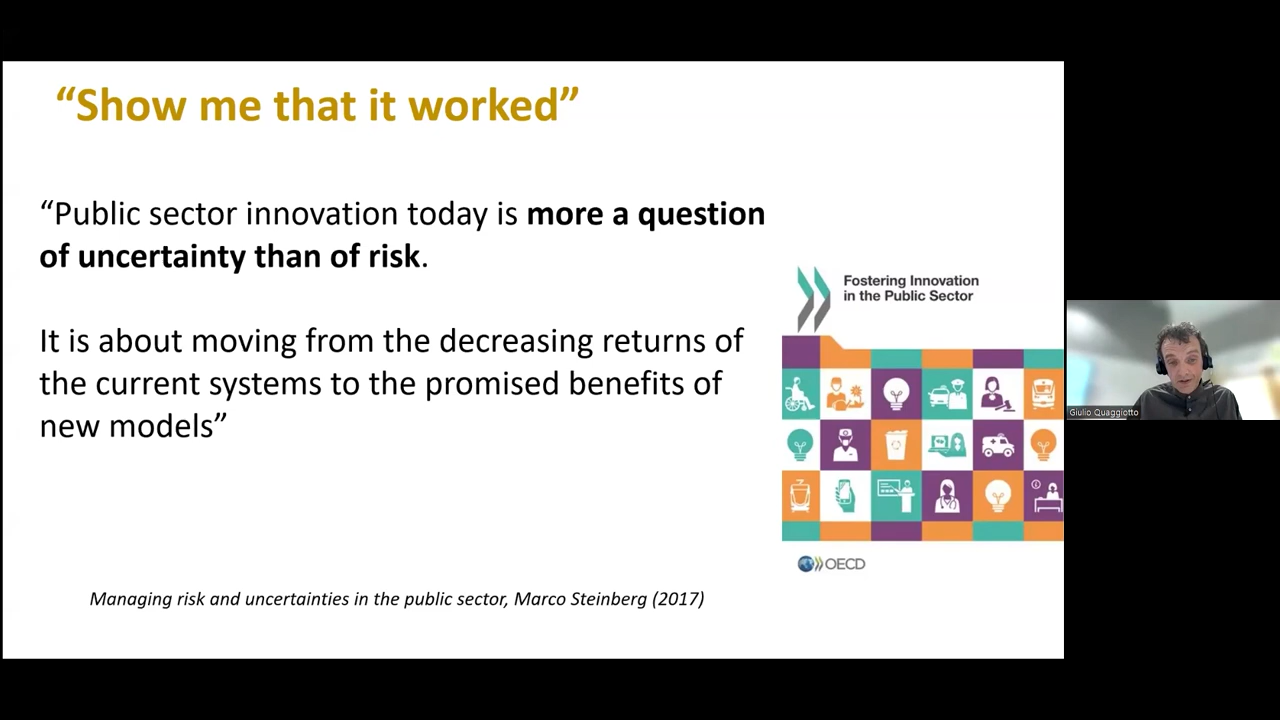 “Show me that it worked”
“Public sector innovation today is more a question
of uncertainty than of risk.
It is about moving from the decreasing returns of
the current systems to the promised benefits of
new models”
Fostering Innovation
in the Public Sector
OECD
Managing risk and uncertainties in the public sector, Marco Steinberg (2017)
Giulio Quaggiotto